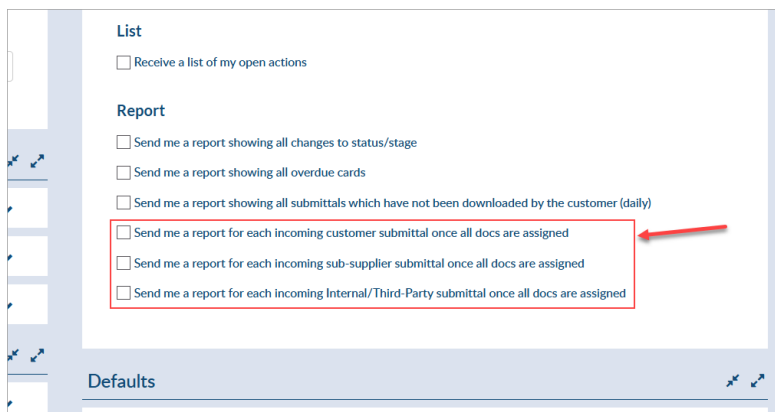 List
Receive a list of my open actions
Report
Send me a report showing all changes to status/stage
Send me a report showing all overdue cards
Send me a report showing all submittals which have not been downloaded by the customer (daily)
Send me a report for each incoming customer submittal once all docs are assigned
Send me a report for each incoming sub-supplier submittal once all docs are assigned
Send me a report for each incoming Internal/Third-Party submittal once all docs are assigned
Defaults